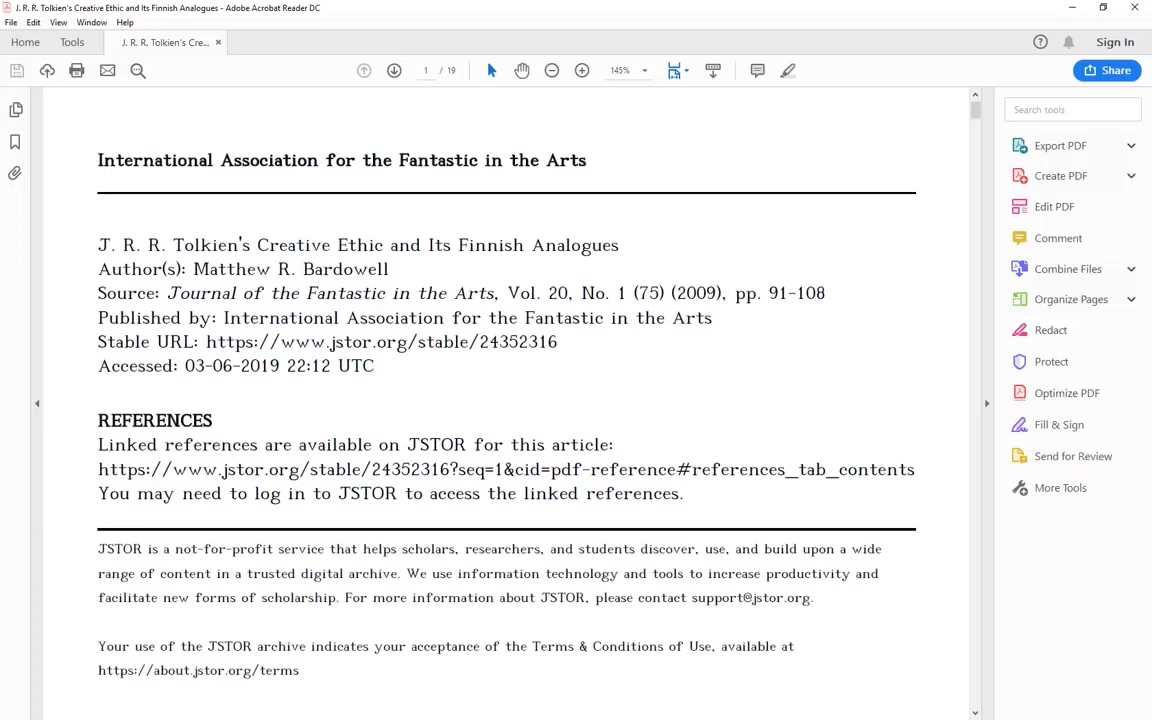 J. R. R. Tolkien's Creative Ethic and Its Finnish Analogues - Adobe Acrobat Reader DC
File Edit View Window Help
Home Tools J. R. R. Tolkien's Cre... × Sign In
1 / 19 145% Share
Search tools
Export PDF
Create PDF
Edit PDF
Comment
Combine Files
Organize Pages
Redact
Protect
Optimize PDF
Fill & Sign
Send for Review
More Tools
International Association for the Fantastic in the Arts
J. R. R. Tolkien's Creative Ethic and Its Finnish Analogues
Author(s): Matthew R. Bardowell
Source: Journal of the Fantastic in the Arts, Vol. 20, No. 1 (75) (2009), pp. 91-108
Published by: International Association for the Fantastic in the Arts
Stable URL: https://www.jstor.org/stable/24352316
Accessed: 03-06-2019 22:12 UTC
REFERENCES
Linked references are available on JSTOR for this article:
https://www.jstor.org/stable/24352316?seq=1&cid=pdf-reference#references_tab_contents
You may need to log in to JSTOR to access the linked references.
JSTOR is a not-for-profit service that helps scholars, researchers, and students discover, use, and build upon a wide
range of content in a trusted digital archive. We use information technology and tools to increase productivity and
facilitate new forms of scholarship. For more information about JSTOR, please contact support@jstor.org.
Your use of the JSTOR archive indicates your acceptance of the Terms & Conditions of Use, available at
https://about.jstor.org/terms